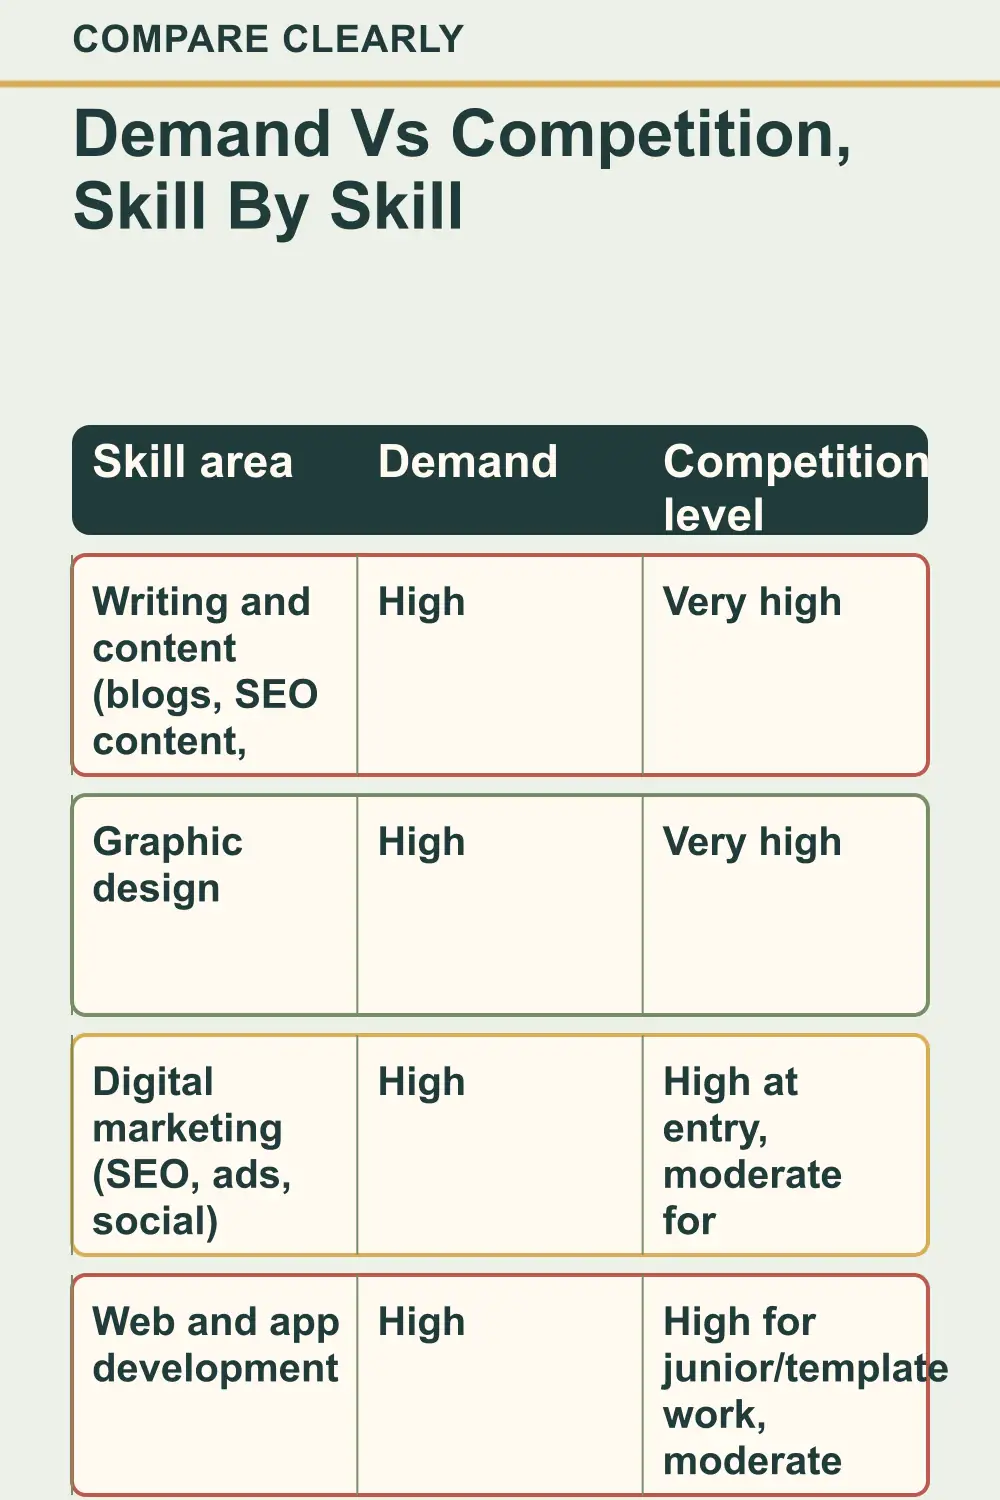 COMPARE CLEARLY
Demand Vs Competition,
Skill By Skill
Skill area
Demand
Competition
level
Writing and
content
(blogs, SEO
content,
High
Very high
Graphic
design
High
Very high
Digital
marketing
(SEO, ads,
social)
High
High at
entry,
moderate
for
Web and app
development
High
High for
junior/template
work,
moderate